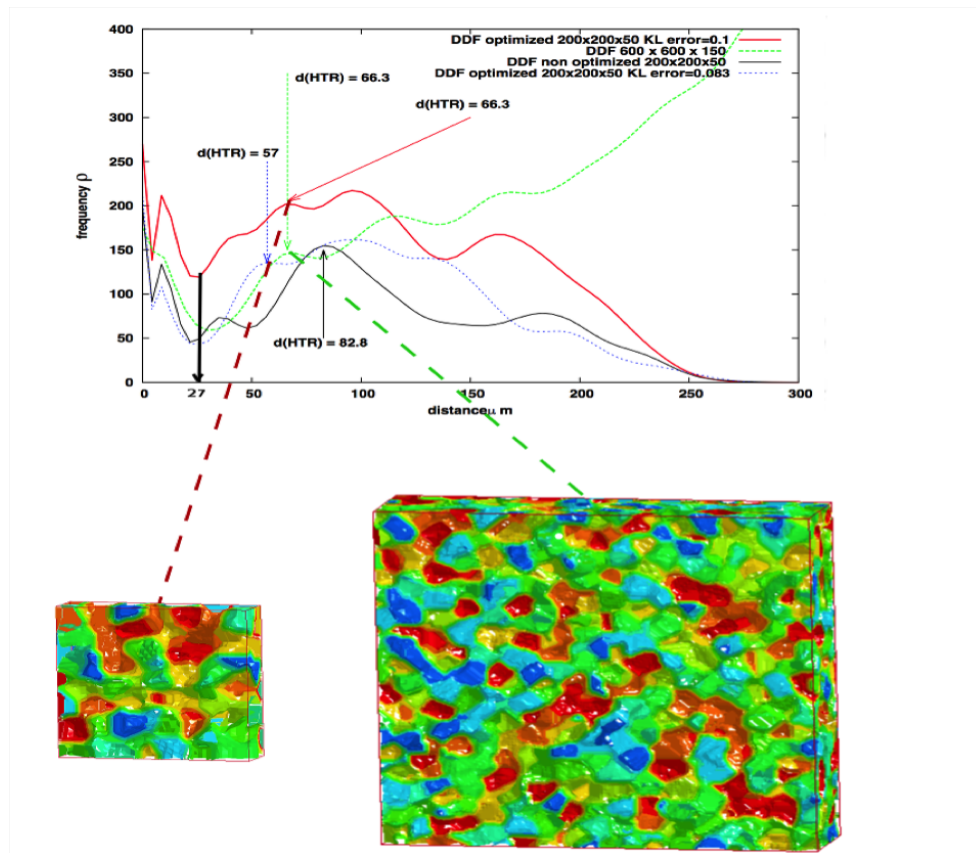 400
350
300
250
200
150
100
50
0
frequency ρ
DDF optimized 200x200x50 KL error=0.1
DDF 600 x 600 x 150
DDF non optimized 200x200x50
DDF optimized 200x200x50 KL error=0.083
d(HTR) = 66.3
d(HTR) = 66.3
d(HTR) = 57
d(HTR) = 82.8
0 27 50 100 150 200 250 300
distanceμ m